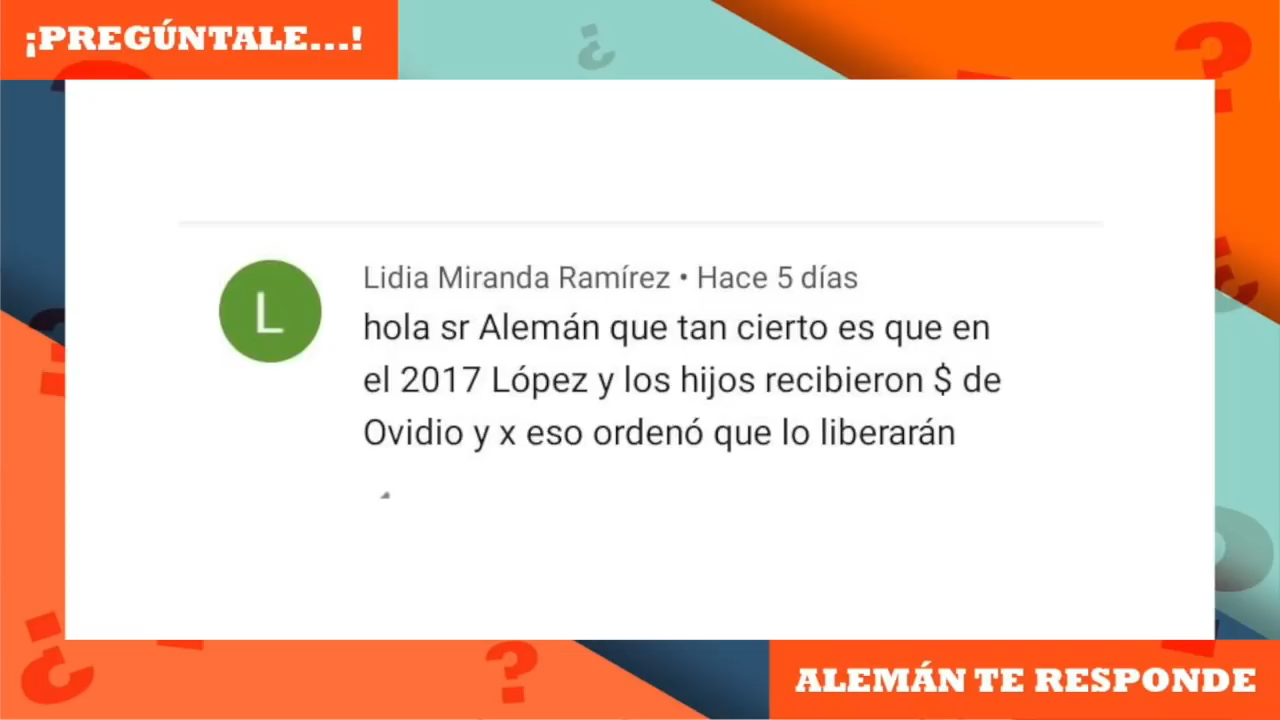 ¡PREGÚNTALE...!
L
Lidia Miranda Ramírez • Hace 5 días
hola sr Alemán que tan cierto es que en
el 2017 López y los hijos recibieron $ de
Ovidio y x eso ordenó que lo liberarán
ALEMÁN TE RESPONDE